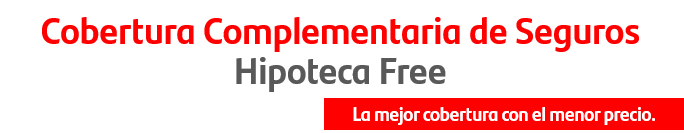 Cobertura Complementaria de Seguros
Hipoteca Free
La mejor cobertura con el menor precio.